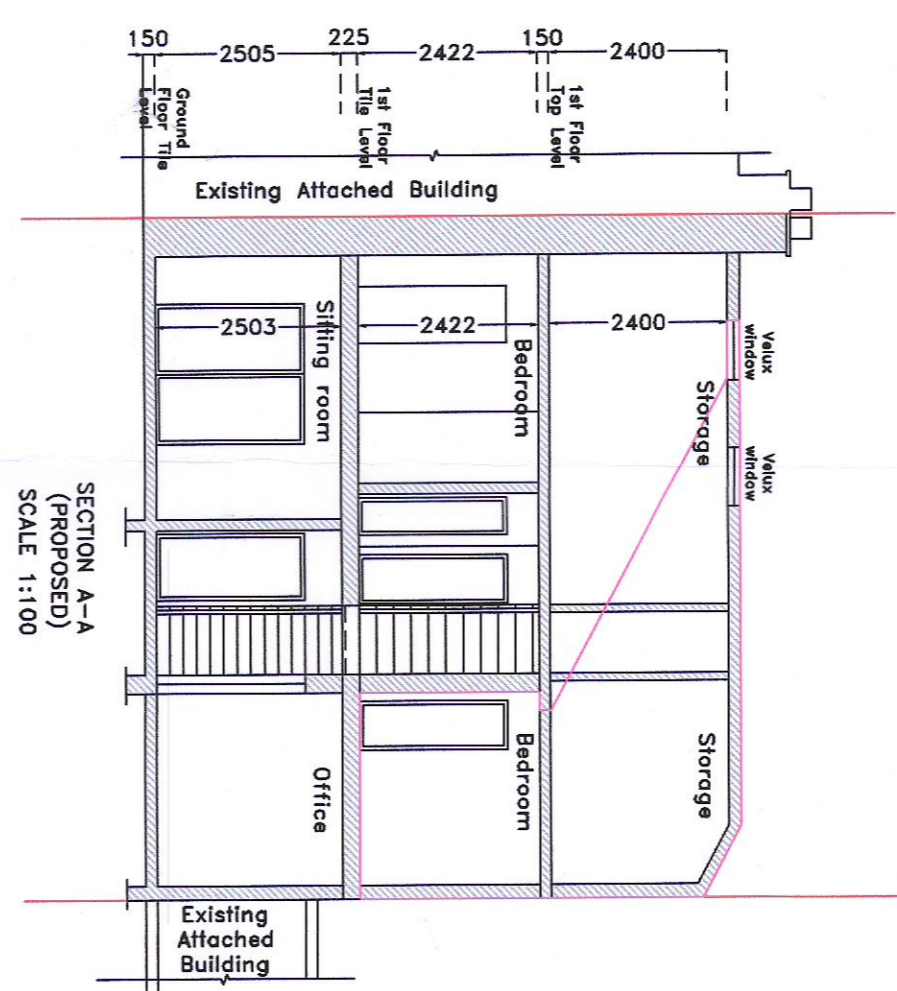 150
2505
225
2422
150
2400
Ground
Floor Tile
Level
1st Floor
Tile Level
1st Floor
Top Level
Existing Attached Building
2503
2422
2400
Sitting room
Bedroom
Storage
Velux
window
Velux
window
Office
Bedroom
Storage
Existing
Attached
Building
SECTION A-A
(PROPOSED)
SCALE 1:100